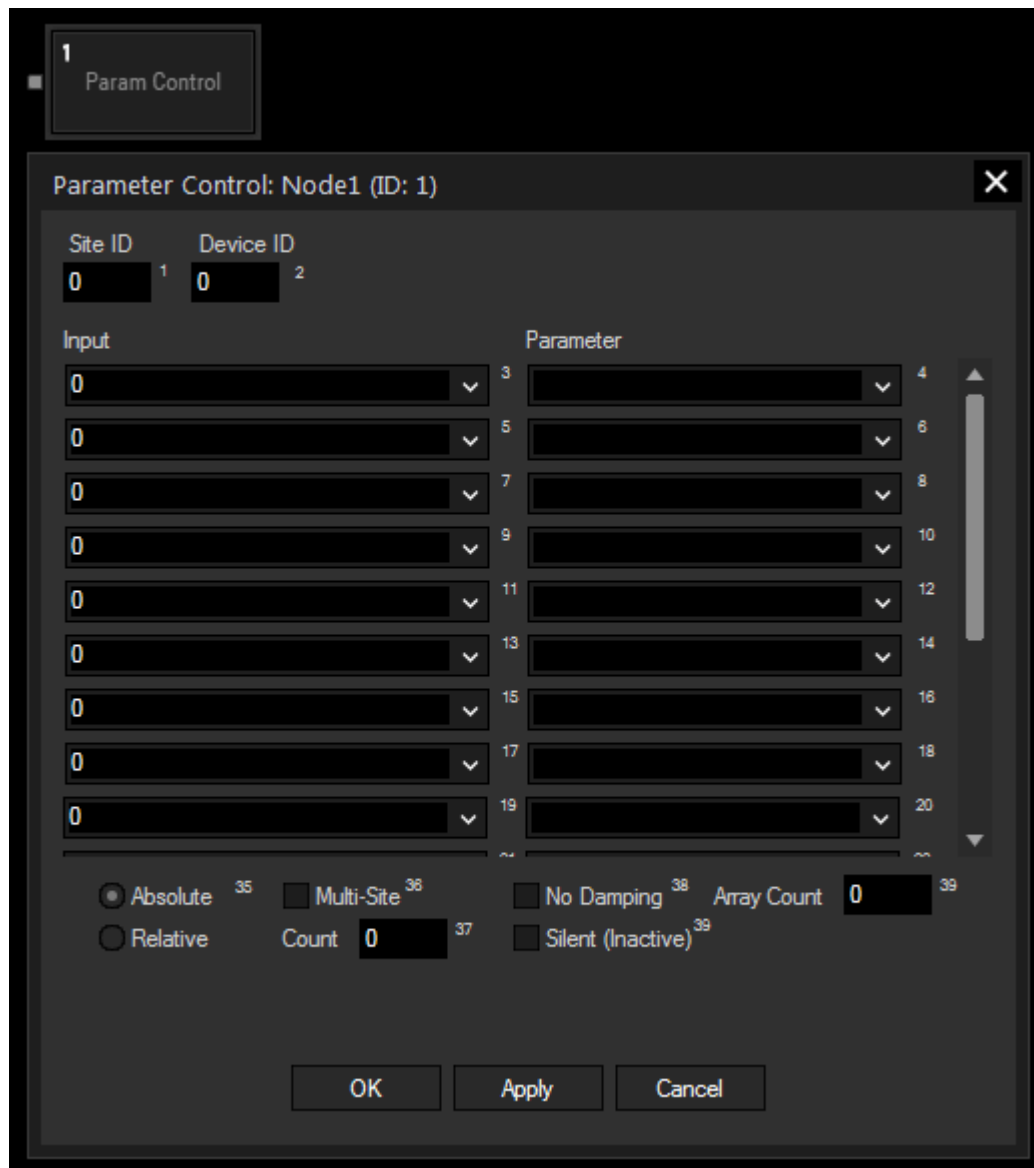 1
Param Control
Parameter Control: Node1 (ID: 1)
Site ID Device ID
0 1 0 2
Input Parameter
0 3 4
0 5 6
0 7 8
0 9 10
0 11 12
0 13 14
0 15 16
0 17 18
0 19 20
Absolute 35 Multi-Site 36 No Damping 38 Array Count 0 39
Relative Count 0 37 Silent (Inactive) 39
OK Apply Cancel